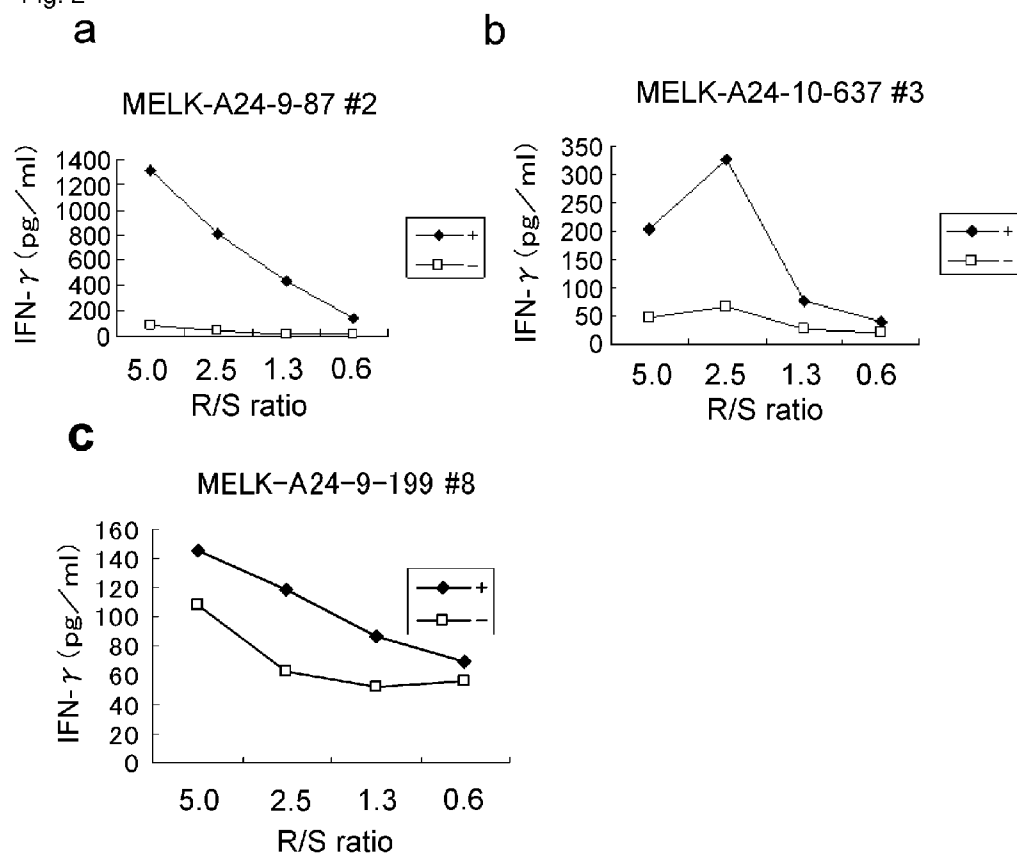 Fig. 2
a
MELK-A24-9-87 #2
IFN-γ (pg/ml)
1400
1200
1000
800
600
400
200
0
5.0 2.5 1.3 0.6
R/S ratio
+
−
b
MELK-A24-10-637 #3
IFN-γ (pg/ml)
350
300
250
200
150
100
50
0
5.0 2.5 1.3 0.6
R/S ratio
+
−
c
MELK-A24-9-199 #8
IFN-γ (pg/ml)
160
140
120
100
80
60
40
20
0
5.0 2.5 1.3 0.6
R/S ratio
+
−